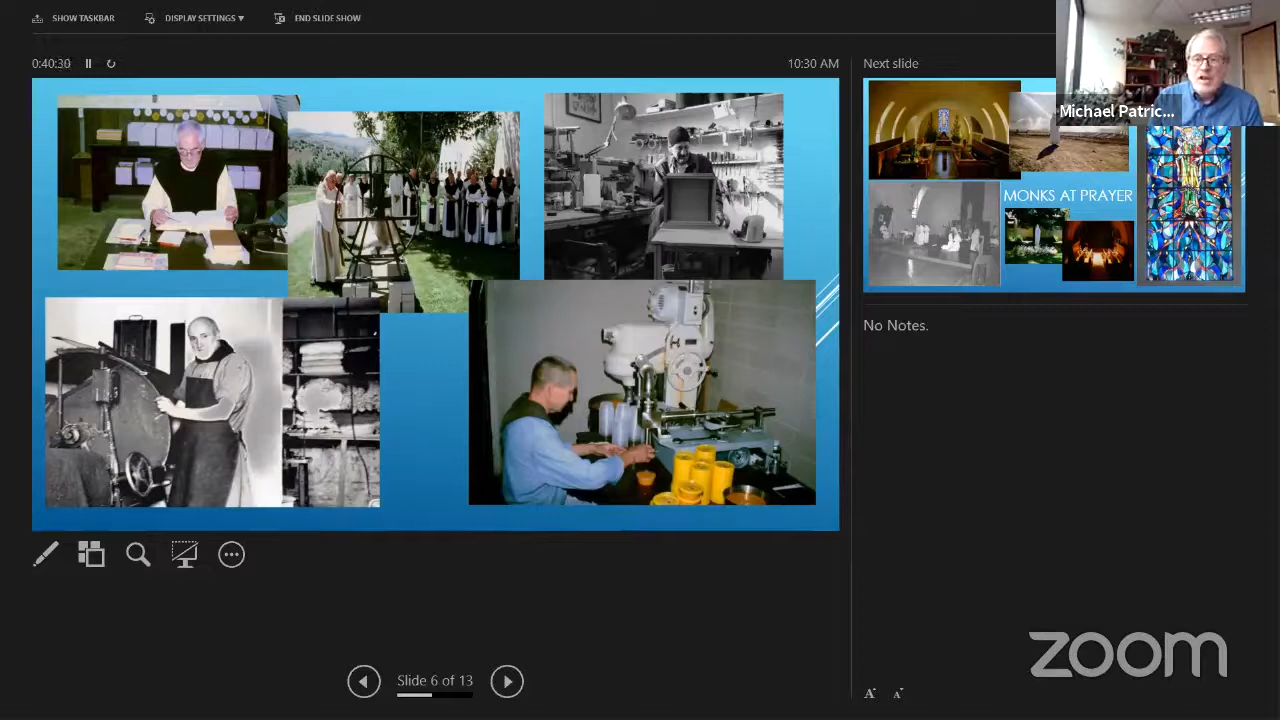 SHOW TASKBAR
DISPLAY SETTINGS ▼
END SLIDE SHOW
0:40:30
10:30 AM
Next slide
Michael Patric...
MONKS AT PRAYER
No Notes.
Slide 6 of 13
zoom
A
A